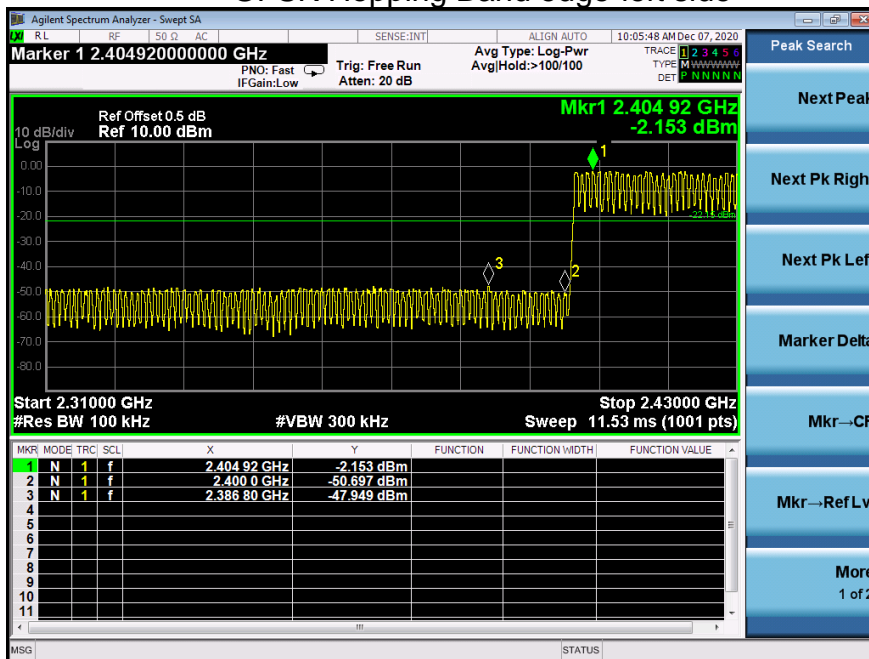 Agilent Spectrum Analyzer - Swept SA
RL RF 50 Ω AC SENSE:INT ALIGN AUTO 10:05:48 AM Dec 07, 2020
Marker 1 2.404920000000 GHz
PNO: Fast
IFGain:Low
Trig: Free Run
Atten: 20 dB
Avg Type: Log-Pwr
Avg|Hold:>100/100
TRACE 1 2 3 4 5 6
TYPE M WWWWW
DET P N N N N N
Peak Search
Mkr1 2.404 92 GHz
-2.153 dBm
Ref Offset 0.5 dB
10 dB/div Ref 10.00 dBm
Log
1
0.00
-10.0
-20.0
-22.15 dBm
-30.0
-40.0
3
2
-50.0
-60.0
-70.0
-80.0
Start 2.31000 GHz Stop 2.43000 GHz
#Res BW 100 kHz #VBW 300 kHz Sweep 11.53 ms (1001 pts)
MKR MODE TRC SCL X Y FUNCTION FUNCTION WIDTH FUNCTION VALUE
1 N 1 f 2.404 92 GHz -2.153 dBm
2 N 1 f 2.400 0 GHz -50.697 dBm
3 N 1 f 2.386 80 GHz -47.949 dBm
4
5
6
7
8
9
10
11
MSG STATUS
Next Peak
Next Pk Righ
Next Pk Lef
Marker Delta
Mkr→CF
Mkr→Ref Lv
More
1 of 2